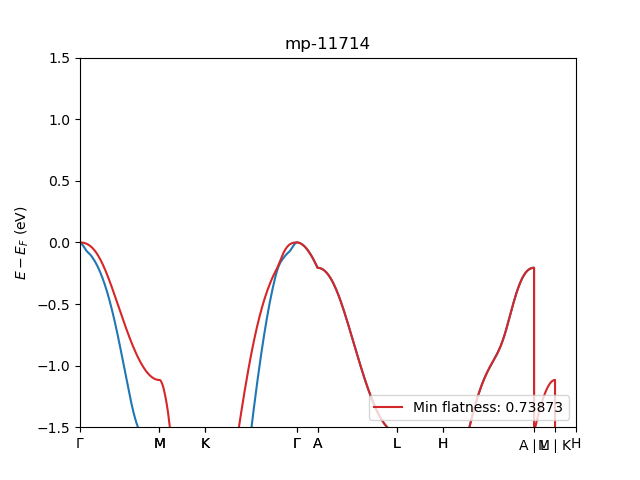 mp-11714
1.5
1.0
0.5
0.0
−0.5
−1.0
−1.5
E − E_F (eV)
Min flatness: 0.73873
Γ M K Γ A L H A | L M | K H